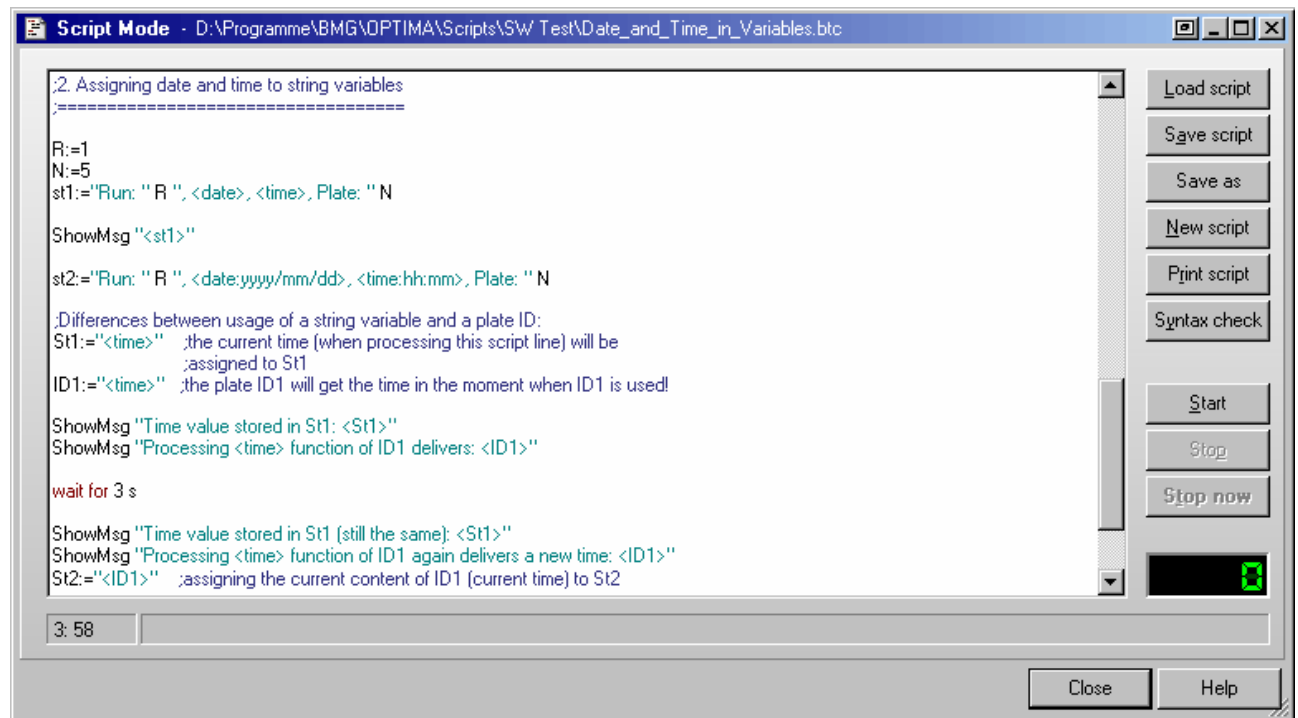 Script Mode - D:\Programme\BMG\OPTIMA\Scripts\SW Test\Date_and_Time_in_Variables.btc
;2. Assigning date and time to string variables
;===================================
R:=1
N:=5
st1:="Run: " R ", <date>, <time>, Plate: " N
ShowMsg "<st1>"
st2:="Run: " R ", <date:yyyy/mm/dd>, <time:hh:mm>, Plate: " N
;Differences between usage of a string variable and a plate ID:
St1:="<time>" ;the current time (when processing this script line) will be
;assigned to St1
ID1:="<time>" ;the plate ID1 will get the time in the moment when ID1 is used!
ShowMsg "Time value stored in St1: <St1>"
ShowMsg "Processing <time> function of ID1 delivers: <ID1>"
wait for 3 s
ShowMsg "Time value stored in St1 (still the same): <St1>"
ShowMsg "Processing <time> function of ID1 again delivers a new time: <ID1>"
St2:="<ID1>" ;assigning the current content of ID1 (current time) to St2
Load script
Save script
Save as
New script
Print script
Syntax check
Start
Stop
Stop now
0
3: 58
Close
Help